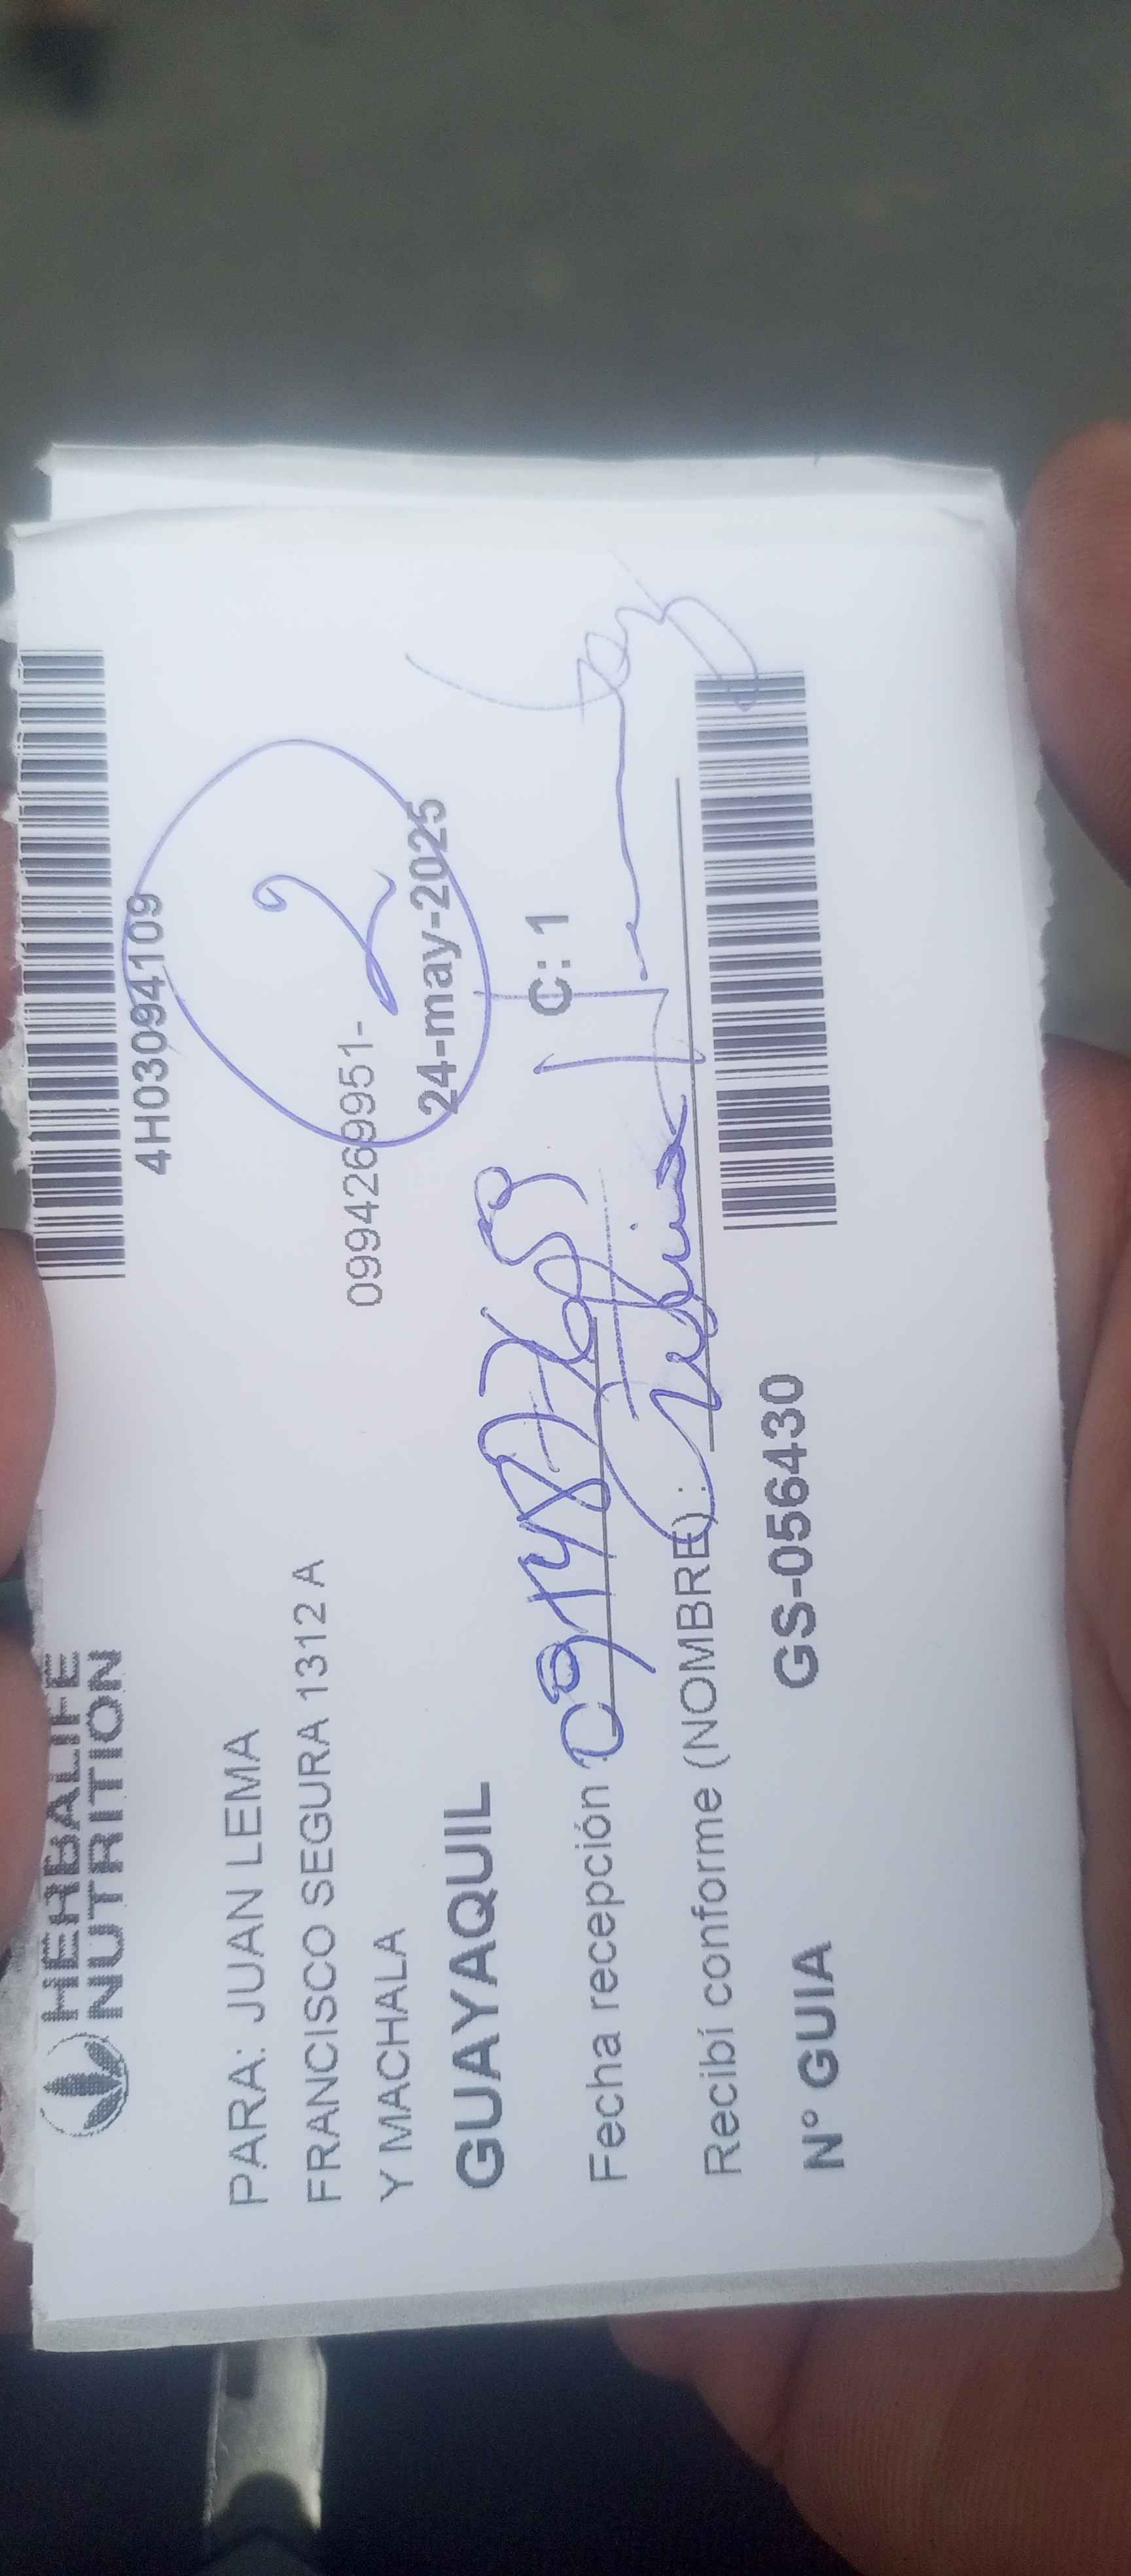 HERBALIFE
NUTRITION
4H03094109
PARA: JUAN LEMA
FRANCISCO SEGURA 1312 A
Y MACHALA
0994269951-
2
GUAYAQUIL
24-may-2025
C: 1
Fecha recepción :
Recibí conforme (NOMBRE) :
N° GUIA
GS-056430